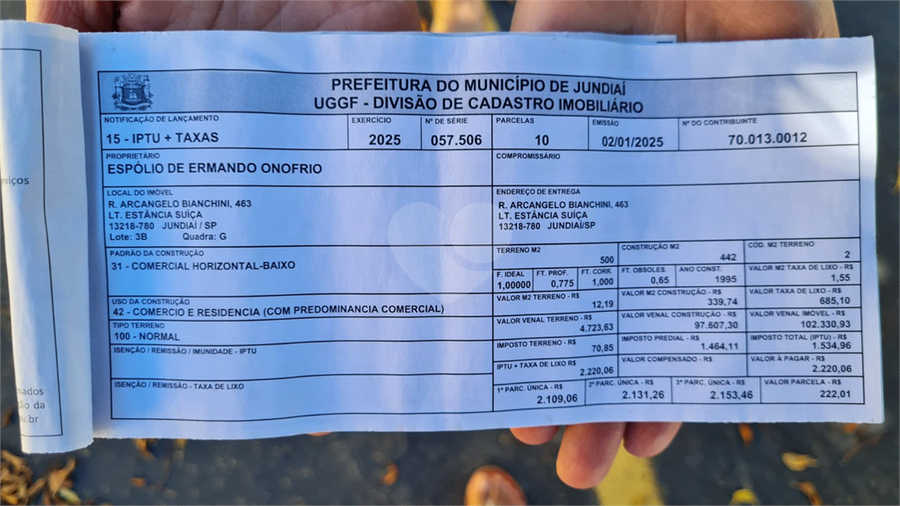 PREFEITURA DO MUNICÍPIO DE JUNDIAÍ
UGGF - DIVISÃO DE CADASTRO IMOBILIÁRIO
NOTIFICAÇÃO DE LANÇAMENTO
15 - IPTU + TAXAS
EXERCÍCIO
2025
Nº DE SÉRIE
057.506
PARCELAS
10
EMISSÃO
02/01/2025
Nº DO CONTRIBUINTE
70.013.0012
PROPRIETÁRIO
ESPÓLIO DE ERMANDO ONOFRIO
COMPROMISSÁRIO
LOCAL DO IMÓVEL
R. ARCANGELO BIANCHINI, 463
LT. ESTÂNCIA SUÍÇA
13218-780 JUNDIAÍ / SP
Lote: 3B Quadra: G
ENDEREÇO DE ENTREGA
R. ARCANGELO BIANCHINI, 463
LT. ESTÂNCIA SUÍÇA
13218-780 JUNDIAÍ/SP
PADRÃO DA CONSTRUÇÃO
31 - COMERCIAL HORIZONTAL-BAIXO
TERRENO M2
500
CONSTRUÇÃO M2
442
CÓD. M2 TERRENO
2
F. IDEAL
1,00000
FT. PROF.
0,775
FT. CORR.
1,000
FT. OBSOLES.
0,65
ANO CONST.
1995
VALOR M2 TAXA DE LIXO - R$
1,55
USO DA CONSTRUÇÃO
42 - COMERCIO E RESIDENCIA (COM PREDOMINANCIA COMERCIAL)
VALOR M2 TERRENO - R$
12,19
VALOR M2 CONSTRUÇÃO - R$
339,74
VALOR TAXA DE LIXO - R$
685,10
TIPO TERRENO
100 - NORMAL
VALOR VENAL TERRENO - R$
4.723,63
VALOR VENAL CONSTRUÇÃO - R$
97.607,30
VALOR VENAL IMÓVEL - R$
102.330,93
ISENÇÃO / REMISSÃO / IMUNIDADE - IPTU
IMPOSTO TERRENO - R$
70,85
IMPOSTO PREDIAL - R$
1.464,11
IMPOSTO TOTAL (IPTU) - R$
1.534,96
IPTU + TAXA DE LIXO R$
2.220,06
VALOR COMPENSADO - R$
VALOR À PAGAR - R$
2.220,06
ISENÇÃO / REMISSÃO - TAXA DE LIXO
1ª PARC. ÚNICA - R$
2.109,06
2ª PARC. ÚNICA - R$
2.131,26
3ª PARC. ÚNICA - R$
2.153,46
VALOR PARCELA - R$
222,01